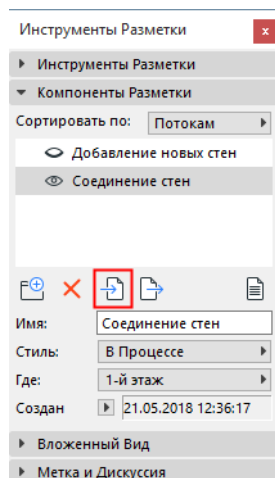 Инструменты Разметки
x
Инструменты Разметки
Компоненты Разметки
Сортировать по: Потокам
Добавление новых стен
Соединение стен
Имя: Соединение стен
Стиль: В Процессе
Где: 1-й этаж
Создан 21.05.2018 12:36:17
Вложенный Вид
Метка и Дискуссия